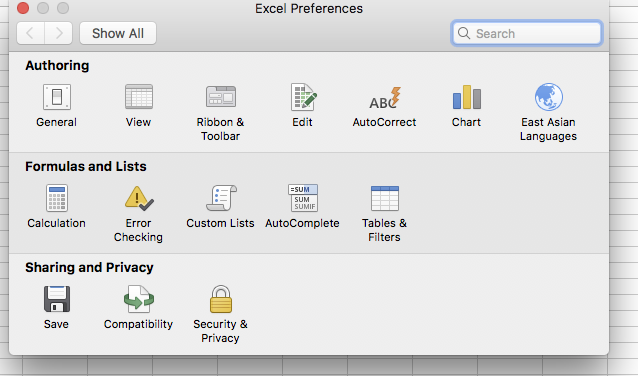 Excel Preferences
Show All
Search
Authoring
General
View
Ribbon &
Toolbar
Edit
ABC
AutoCorrect
Chart
East Asian
Languages
Formulas and Lists
Calculation
Error
Checking
Custom Lists
=SUM
SUM
SUMIF
AutoComplete
Tables &
Filters
Sharing and Privacy
Save
Compatibility
Security &
Privacy